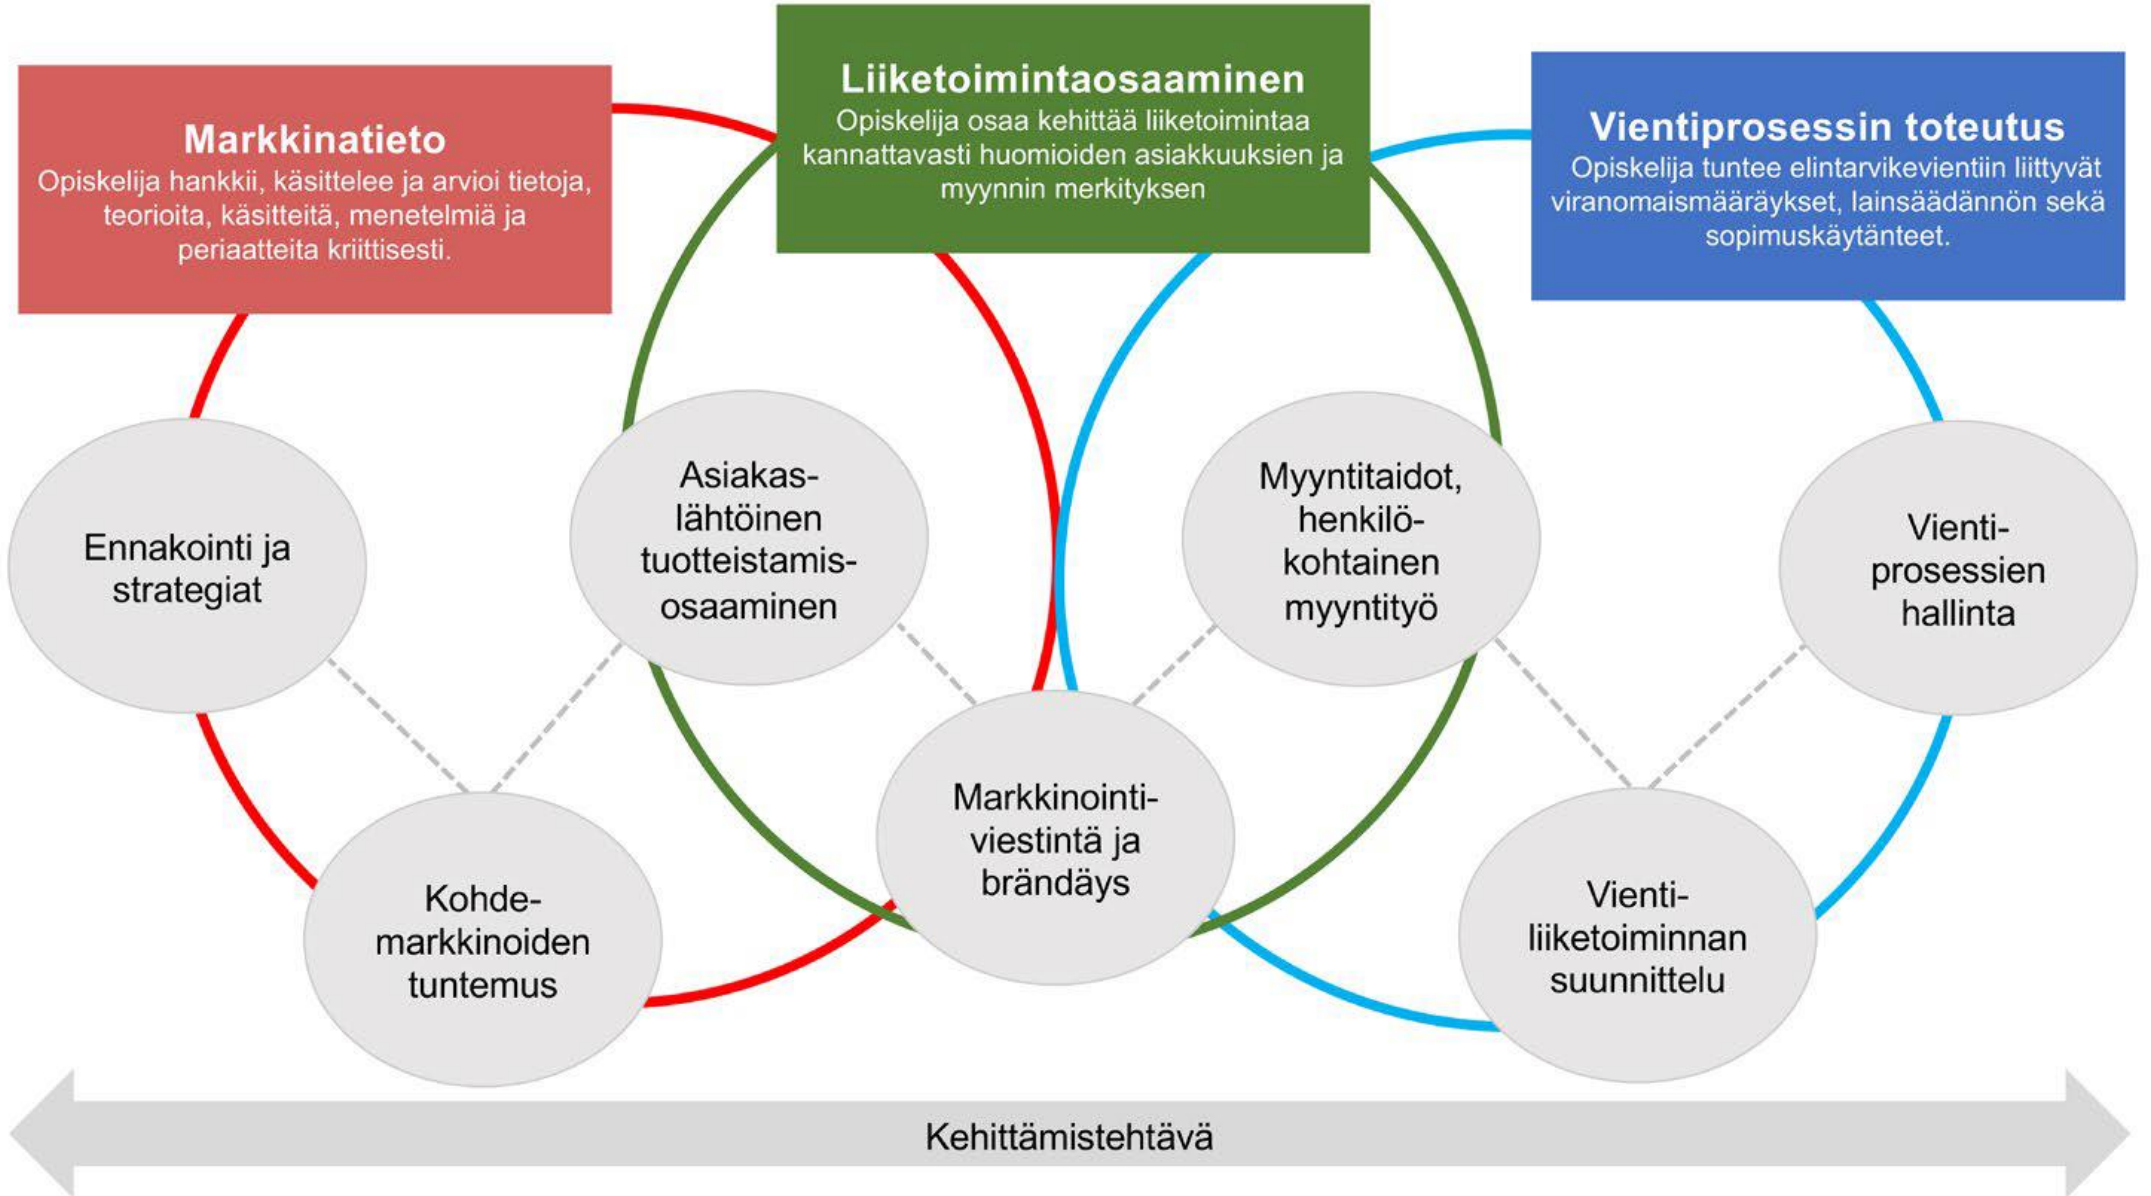 Markkinatieto
Opiskelija hankkii, käsittelee ja arvioi tietoja,
teorioita, käsitteitä, menetelmiä ja
periaatteita kriittisesti.
Liiketoimintaosaaminen
Opiskelija osaa kehittää liiketoimintaa
kannattavasti huomioiden asiakkuuksien ja
myynnin merkityksen
Vientiprosessin toteutus
Opiskelija tuntee elintarvikevientiin liittyvät
viranomaismääräykset, lainsäädännön sekä
sopimuskäytänteet.
Ennakointi ja
strategiat
Kohde-
markkinoiden
tuntemus
Asiakas-
lähtöinen
tuotteistamis-
osaaminen
Markkinointi-
viestintä ja
brändäys
Myyntitaidot,
henkilö-
kohtainen
myyntityö
Vienti-
liiketoiminnan
suunnittelu
Vienti-
prosessien
hallinta
Kehittämistehtävä